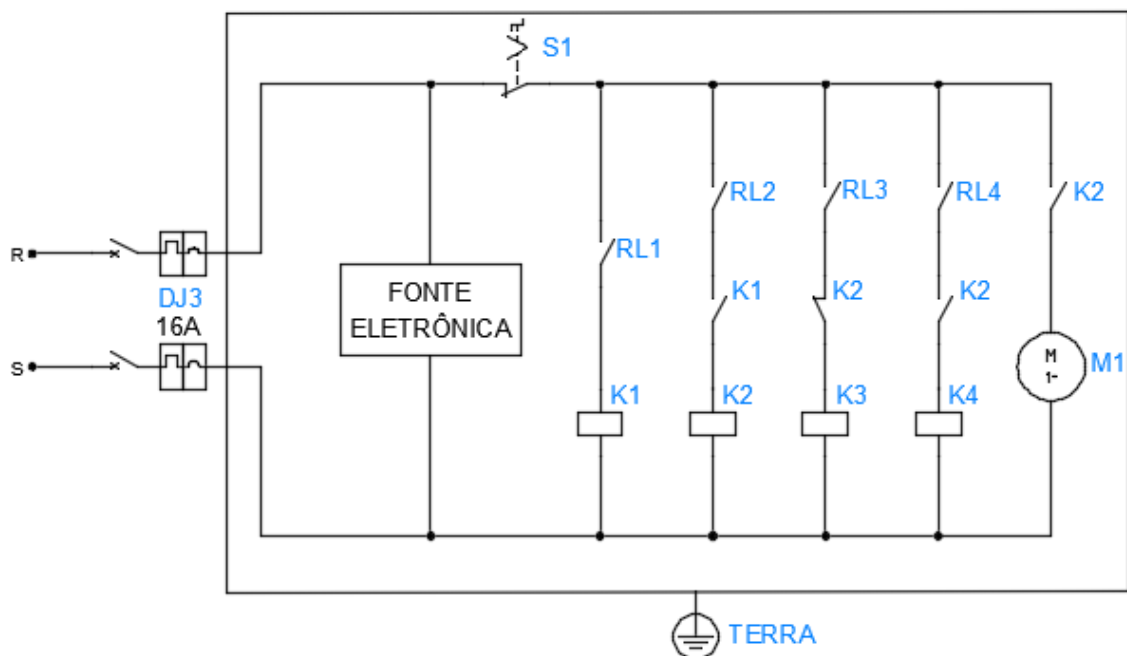 S1
RL2
RL3
RL4
K2
R
RL1
DJ3
16A
FONTE
ELETRÔNICA
K1
K2
K2
S
M
1~
M1
K1
K2
K3
K4
TERRA